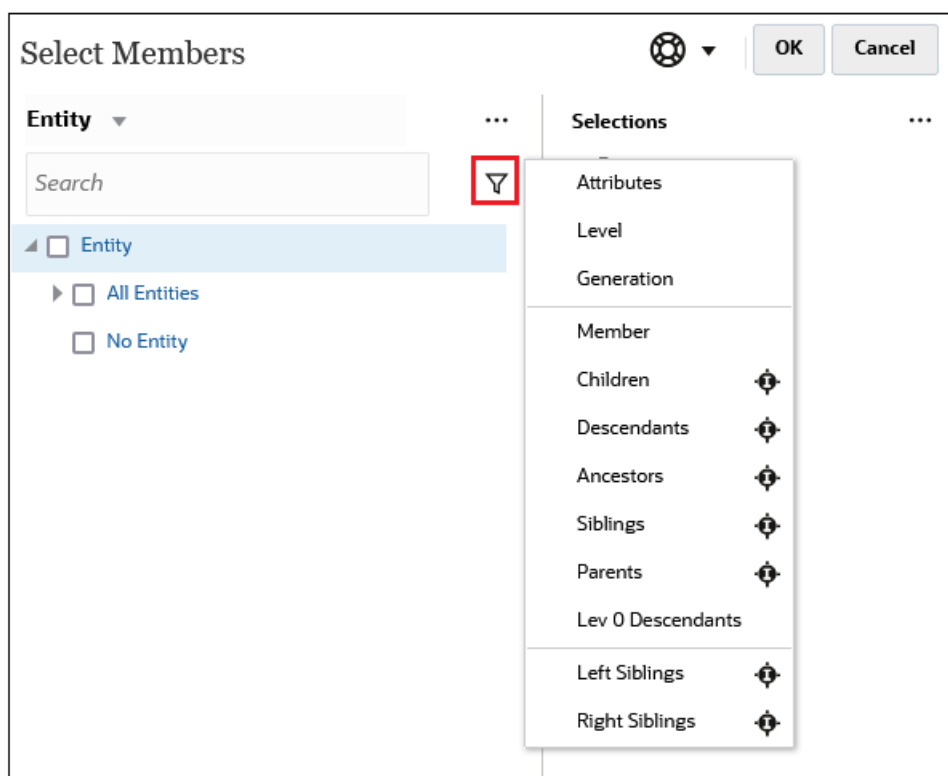 Select Members
OK
Cancel
Entity
...
Selections
...
Search
Entity
All Entities
No Entity
Attributes
Level
Generation
Member
Children
Descendants
Ancestors
Siblings
Parents
Lev 0 Descendants
Left Siblings
Right Siblings